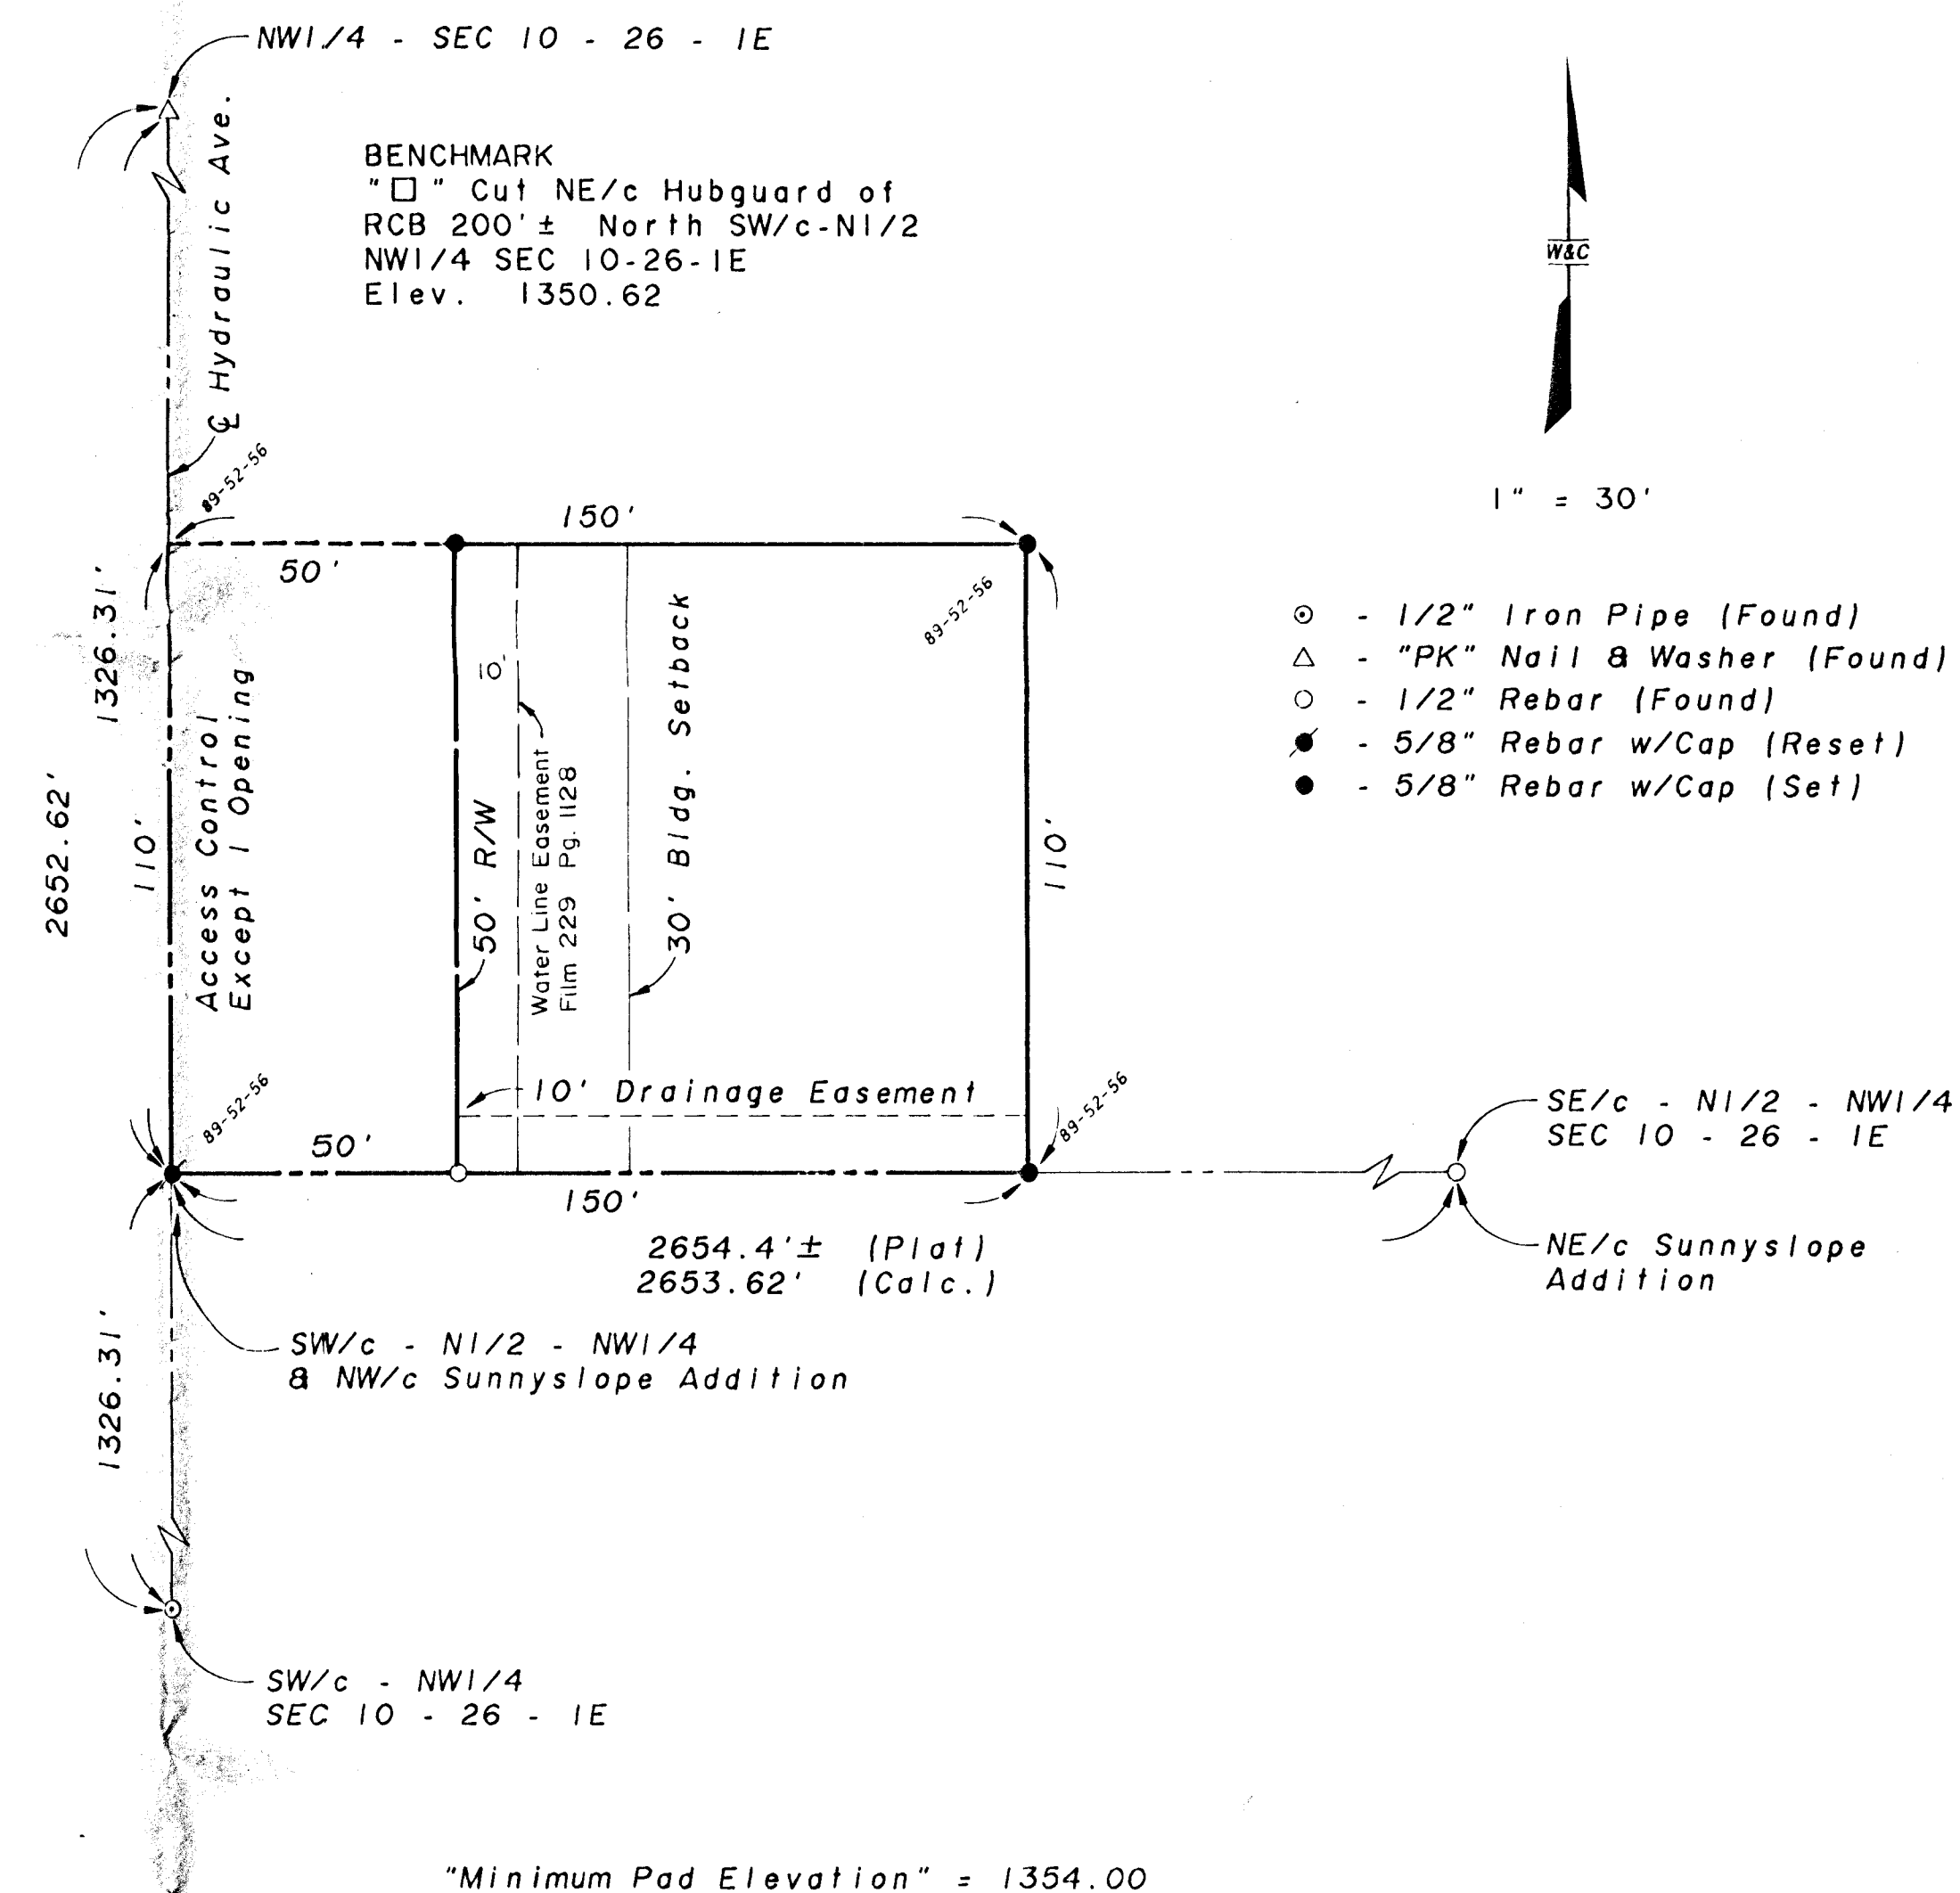 NW1/4 - SEC 10 - 26 - 1E
℄ Hydraulic Ave.
BENCHMARK
"□" Cut NE/c Hubguard of
RCB 200'± North SW/c-N1/2
NW1/4 SEC 10-26-1E
Elev. 1350.62
W&C
1" = 30'
89-52-56
150'
50'
1326.31'
2652.62'
110'
Access Control
Except 1 Opening
10'
50' R/W
Water Line Easement
Film 229 Pg. 1128
30' Bldg. Setback
89-52-56
110'
1/2" Iron Pipe (Found)
- "PK" Nail & Washer (Found)
- 1/2" Rebar (Found)
- 5/8" Rebar w/Cap (Reset)
- 5/8" Rebar w/Cap (Set)
10' Drainage Easement
89-52-56
89-52-56
50'
150'
SE/c - N1/2 - NW1/4
SEC 10 - 26 - 1E
2654.4'± (Plat)
2653.62' (Calc.)
NE/c Sunnyslope
Addition
1326.31'
SW/c - N1/2 - NW1/4
& NW/c Sunnyslope Addition
SW/c - NW1/4
SEC 10 - 26 - 1E
"Minimum Pad Elevation" = 1354.00